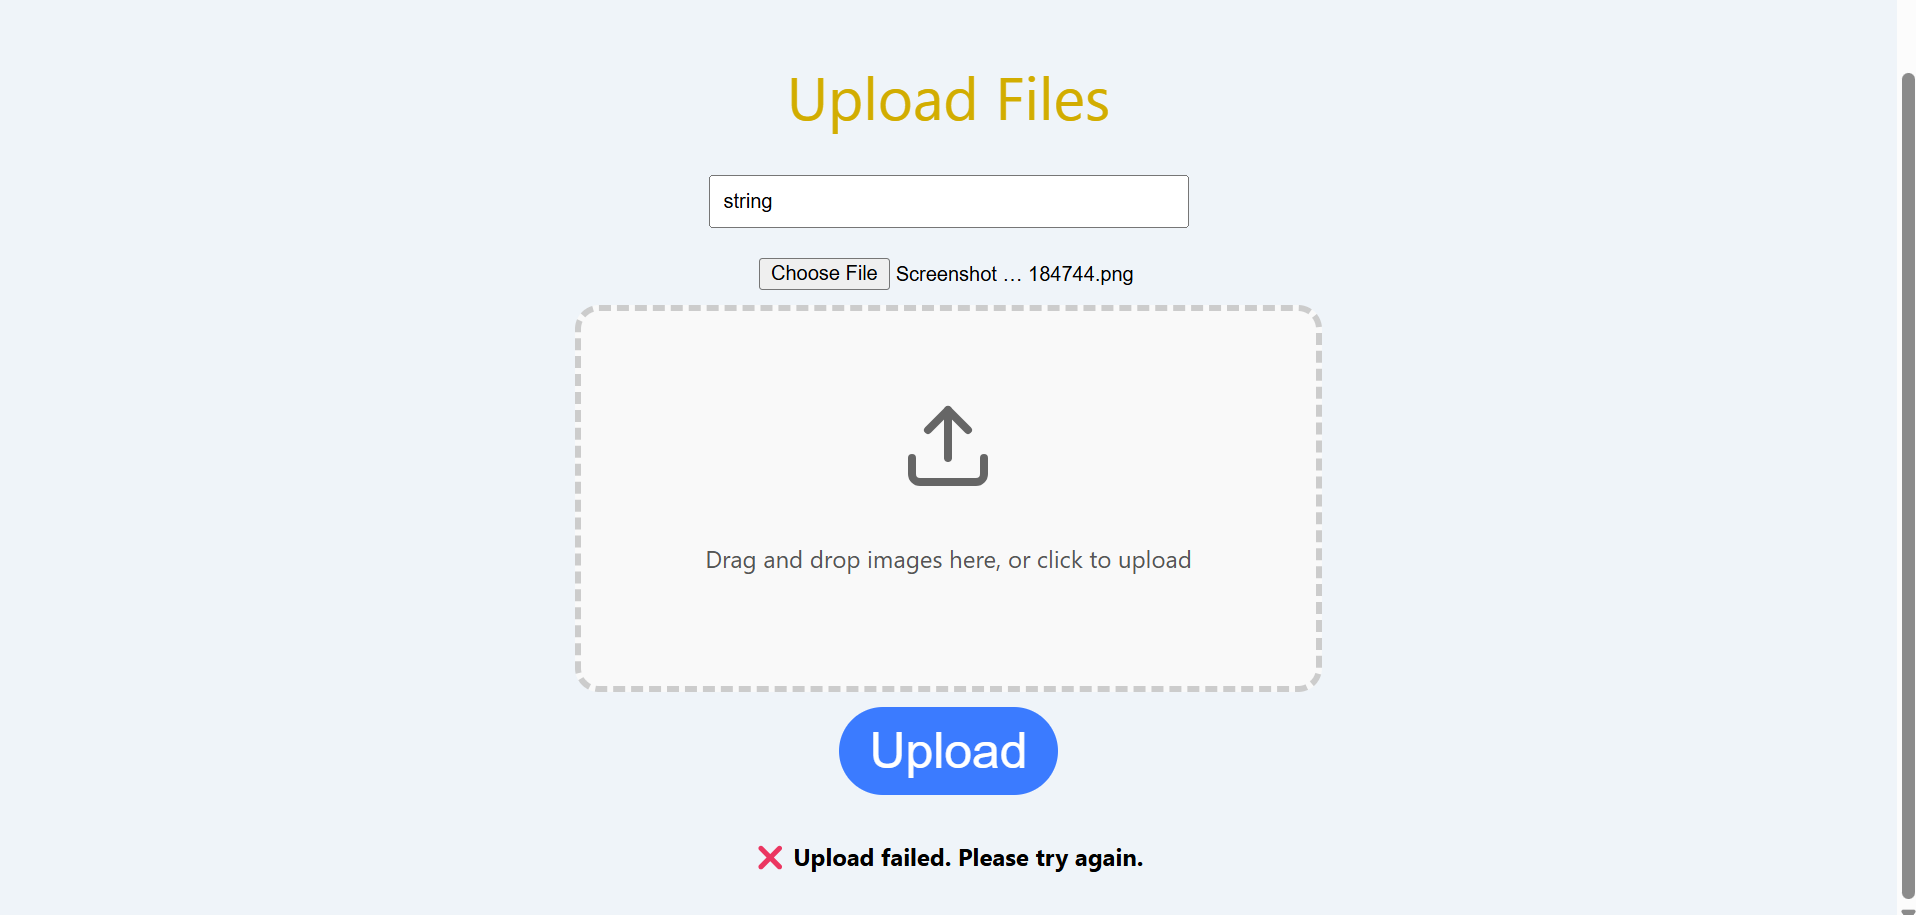 Upload Files
string
Choose File Screenshot … 184744.png
Drag and drop images here, or click to upload
Upload
❌ Upload failed. Please try again.